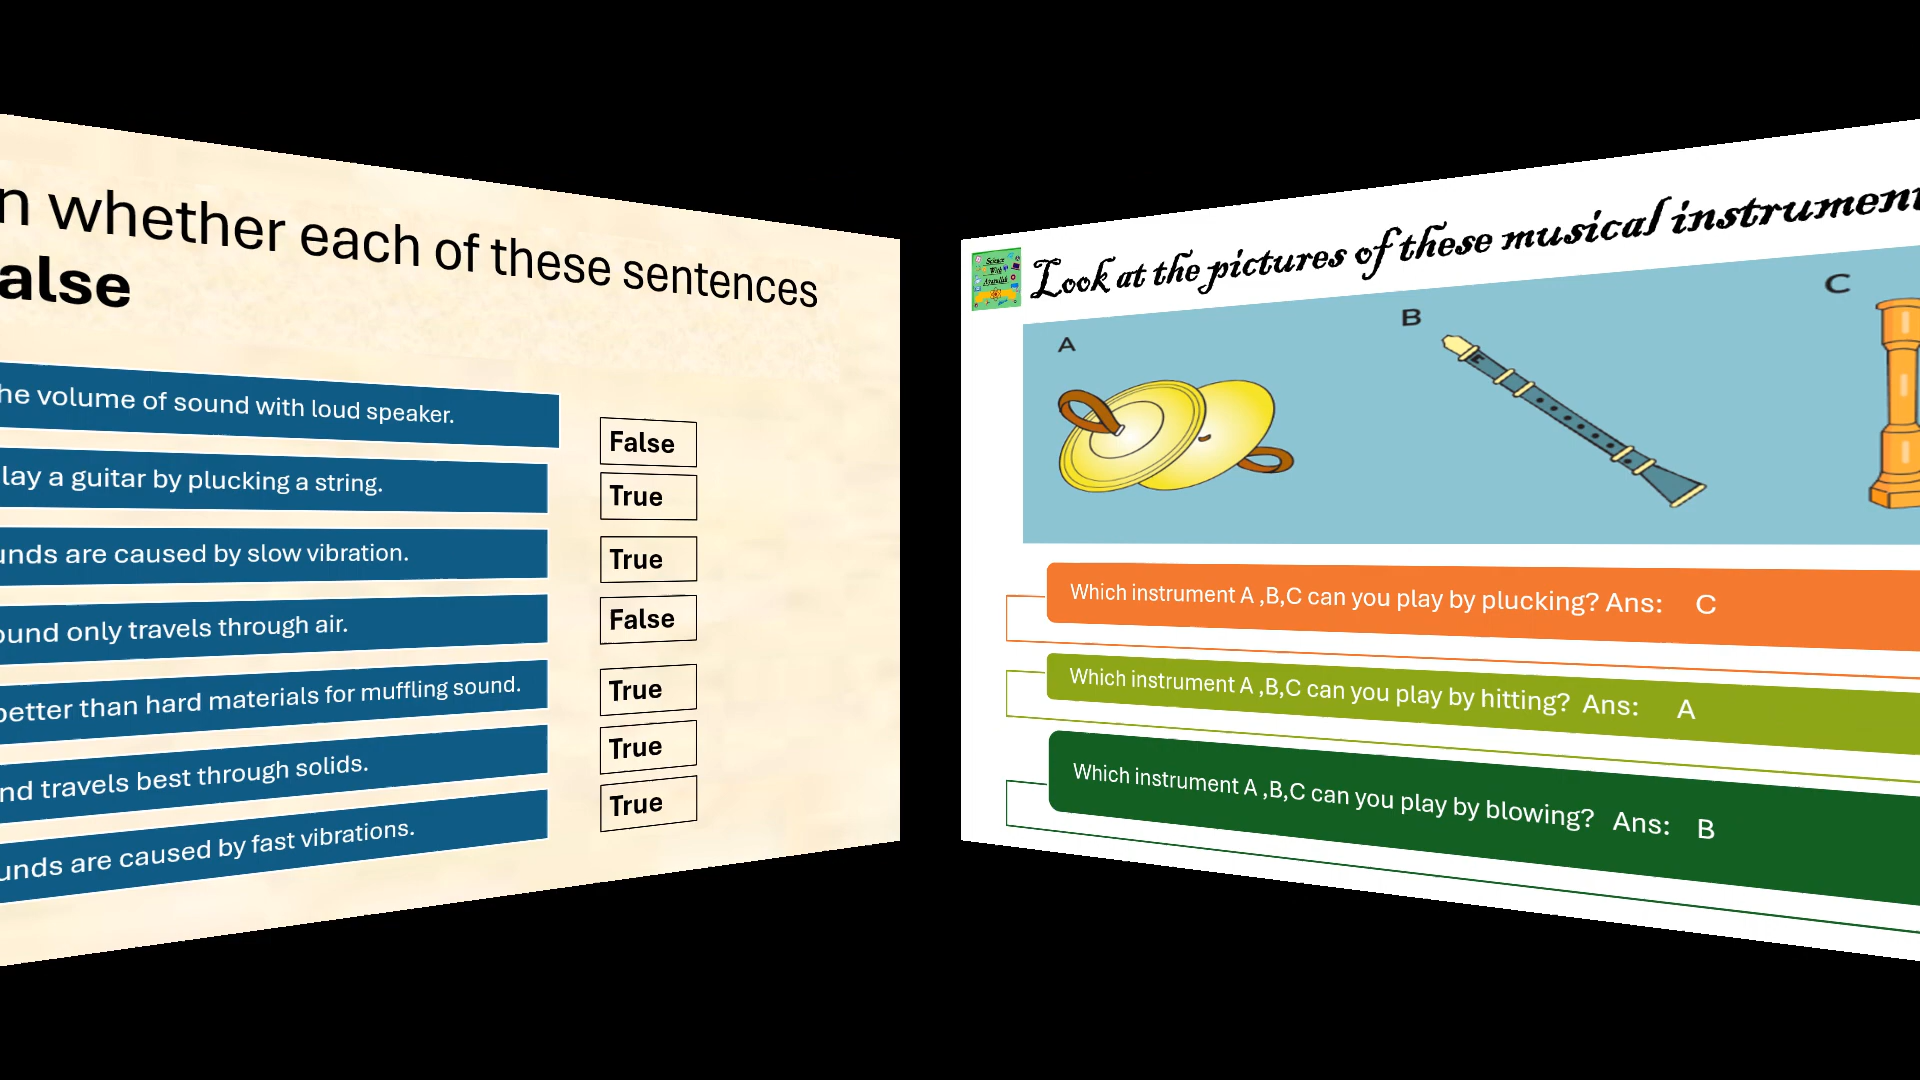 whether each of these sentences
alse
he volume of sound with loud speaker.
False
lay a guitar by plucking a string.
True
unds are caused by slow vibration.
True
ound only travels through air.
False
better than hard materials for muffling sound.
True
nd travels best through solids.
True
unds are caused by fast vibrations.
True
Science
With
Look at the pictures of these musical instrument
A
B
C
Which instrument A ,B,C can you play by plucking? Ans: C
Which instrument A ,B,C can you play by hitting? Ans: A
Which instrument A ,B,C can you play by blowing? Ans: B